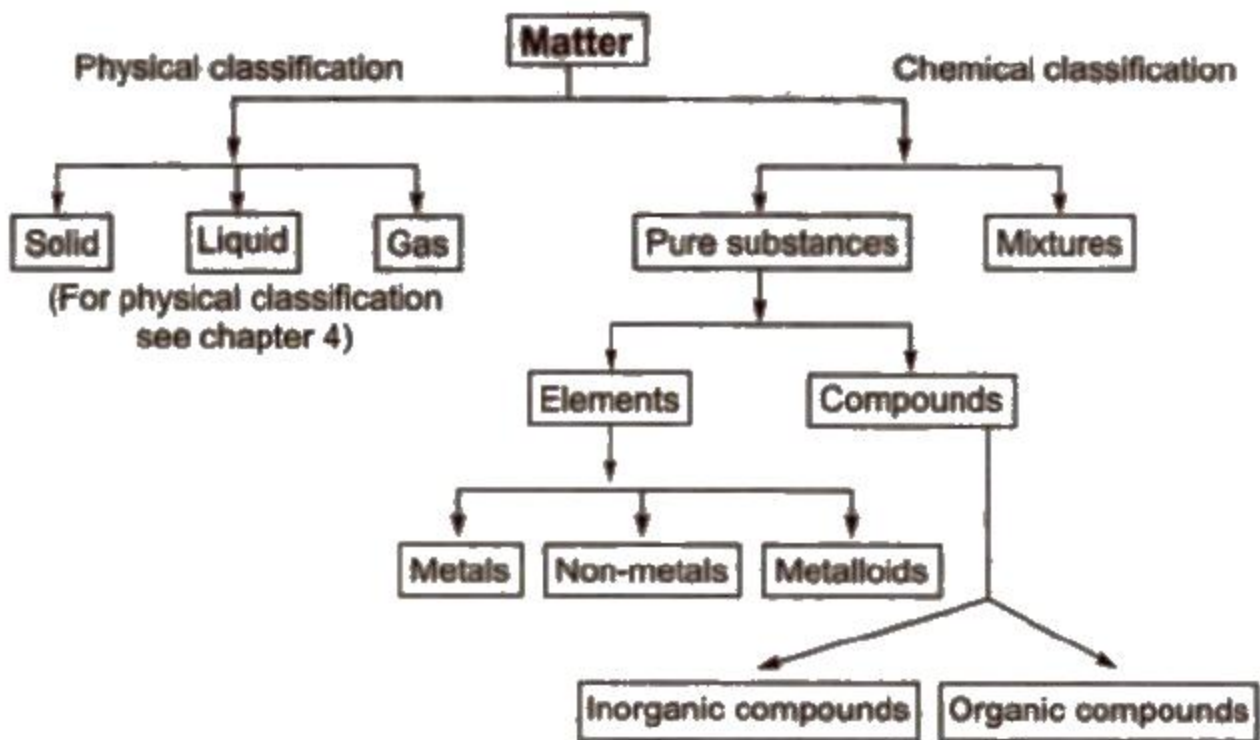 Matter
Physical classification
Chemical classification
Solid
Liquid
Gas
Pure substances
Mixtures
(For physical classification
see chapter 4)
Elements
Compounds
Metals
Non-metals
Metalloids
Inorganic compounds
Organic compounds